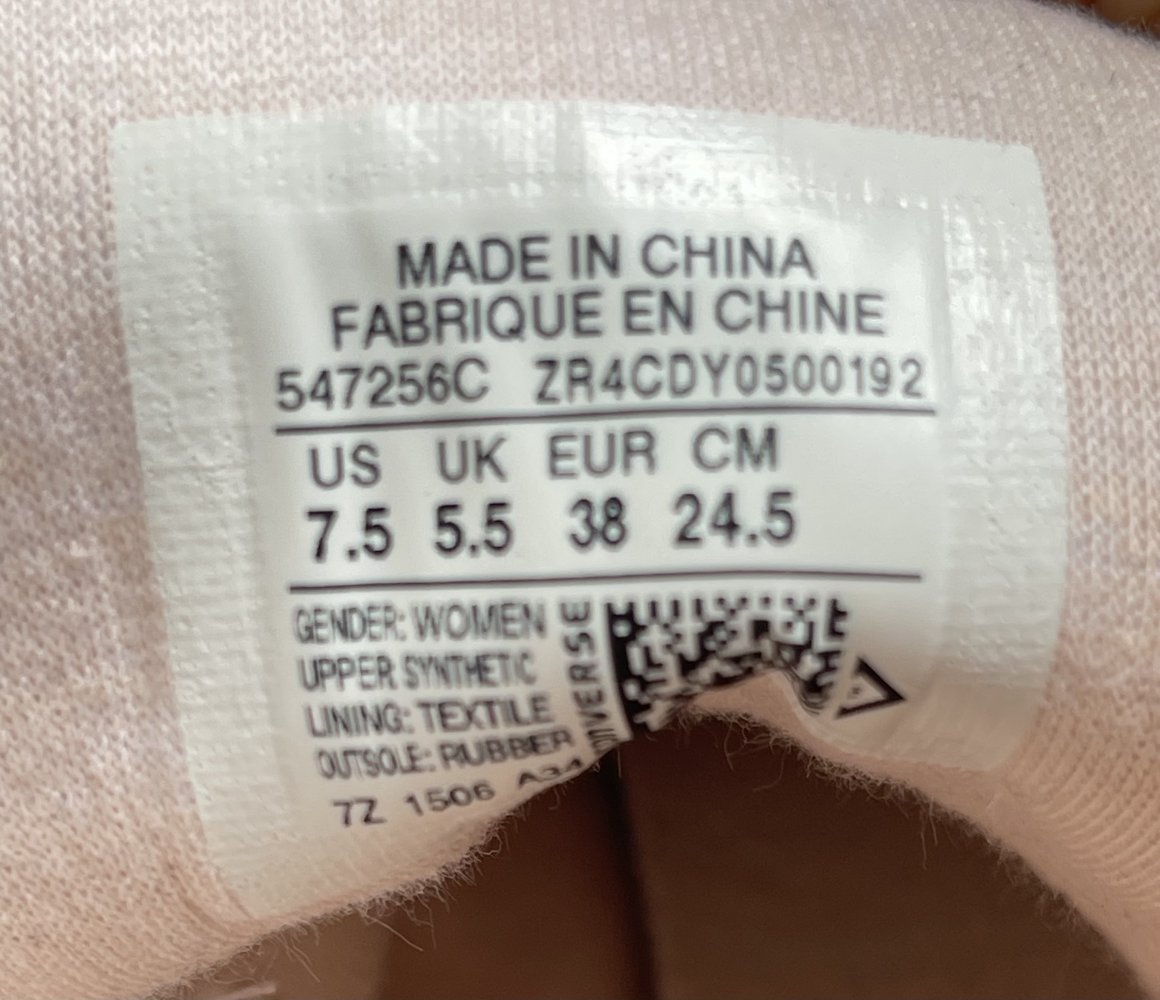 MADE IN CHINA
FABRIQUE EN CHINE
547256C ZR4CDY0500192
US UK EUR CM
7.5 5.5 38 24.5
GENDER: WOMEN
UPPER SYNTHETIC
LINING: TEXTILE
OUTSOLE: RUBBER
7Z 1506